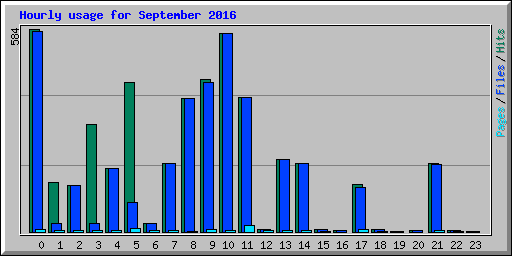 Hourly usage for September 2016
584
Pages/Files/Hits
0 1 2 3 4 5 6 7 8 9 10 11 12 13 14 15 16 17 18 19 20 21 22 23